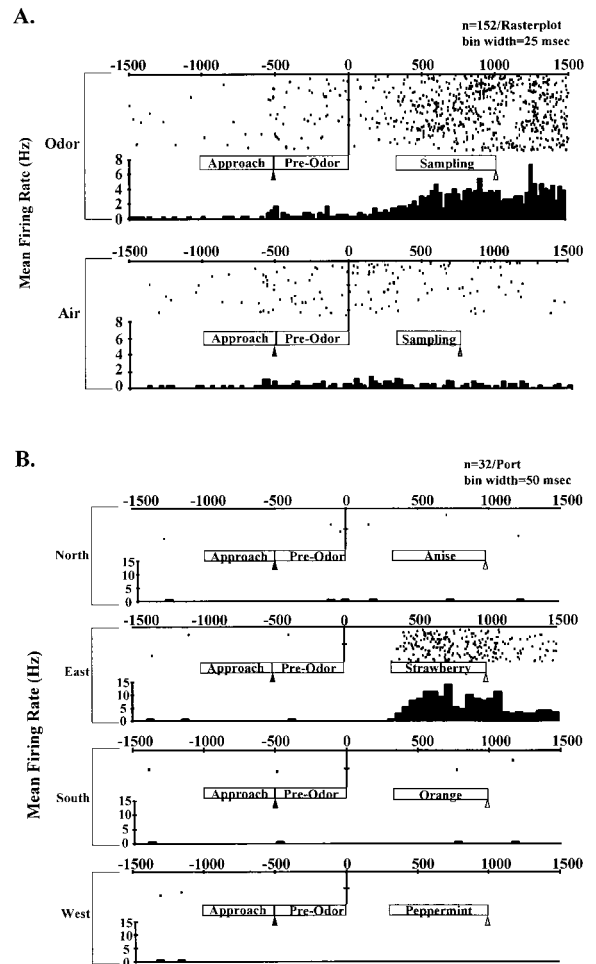 A.
n=152/Rasterplot
bin width=25 msec
-1500 -1000 -500 0 500 1000 1500
Odor
Approach Pre-Odor Sampling
8
6
4
2
0
-1500 -1000 -500 0 500 1000 1500
Air
Approach Pre-Odor Sampling
8
6
4
2
0
Mean Firing Rate (Hz)
B.
n=32/Port
bin width=50 msec
-1500 -1000 -500 0 500 1000 1500
North
Approach Pre-Odor Anise
15
10
5
0
-1500 -1000 -500 0 500 1000 1500
East
Approach Pre-Odor Strawberry
15
10
5
0
-1500 -1000 -500 0 500 1000 1500
South
Approach Pre-Odor Orange
15
10
5
0
-1500 -1000 -500 0 500 1000 1500
West
Approach Pre-Odor Peppermint
15
10
5
0
Mean Firing Rate (Hz)